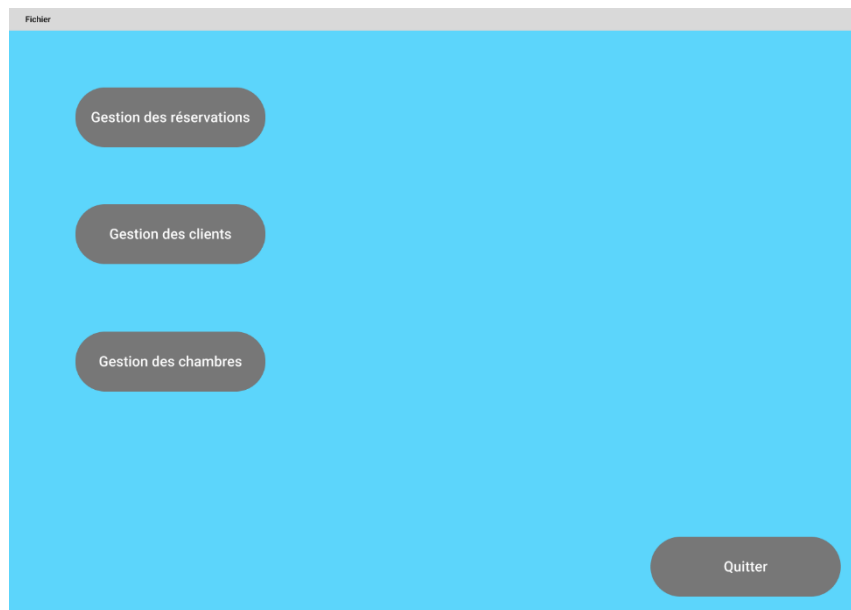 Fichier
Gestion des réservations
Gestion des clients
Gestion des chambres
Quitter